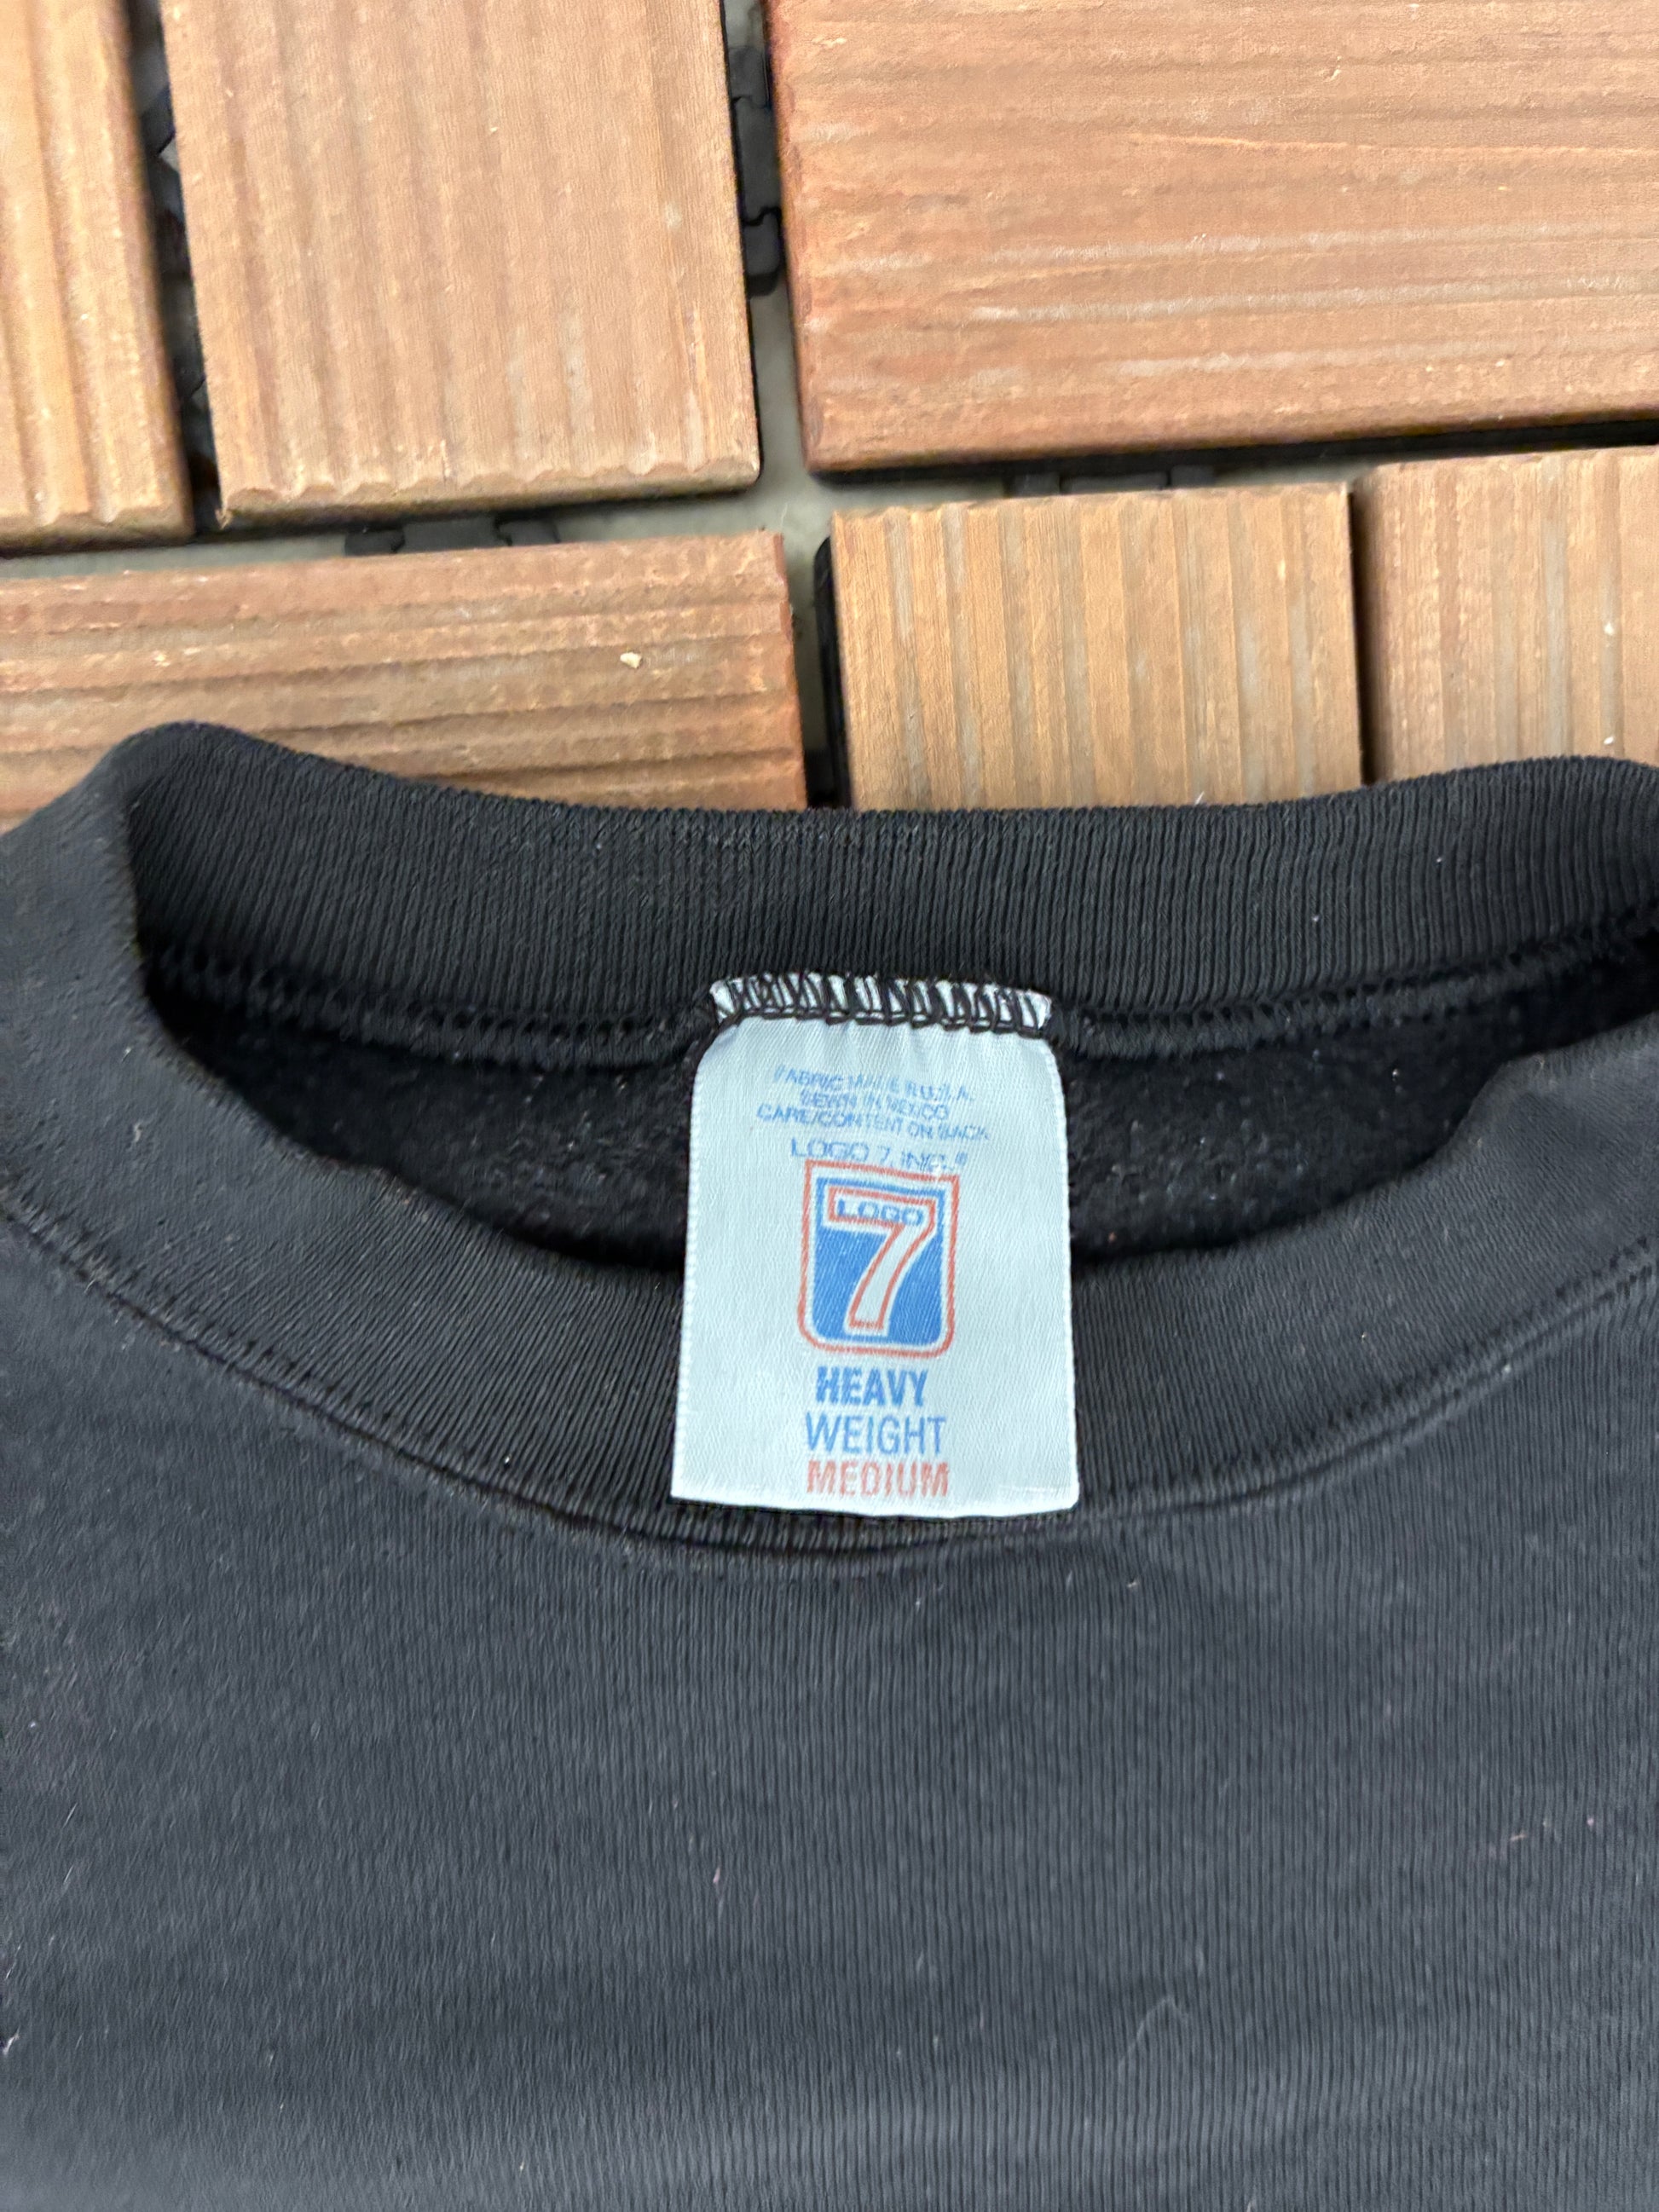 FABRIC MADE IN U.S.A.
SEWN IN MEXICO
CARE/CONTENT ON BACK
LOGO 7, INC.®
LOGO
7
HEAVY
WEIGHT
MEDIUM